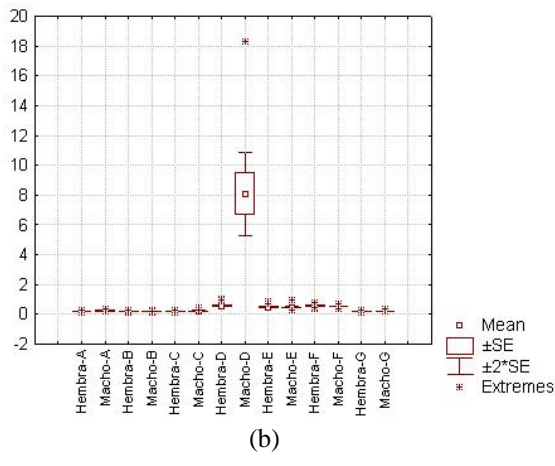 20
18
16
14
12
10
8
6
4
2
0
-2
Hembra-A
Macho-A
Hembra-B
Macho-B
Hembra-C
Macho-C
Hembra-D
Macho-D
Hembra-E
Macho-E
Hembra-F
Macho-F
Hembra-G
Macho-G
Mean
±SE
±2*SE
Extremes
(b)